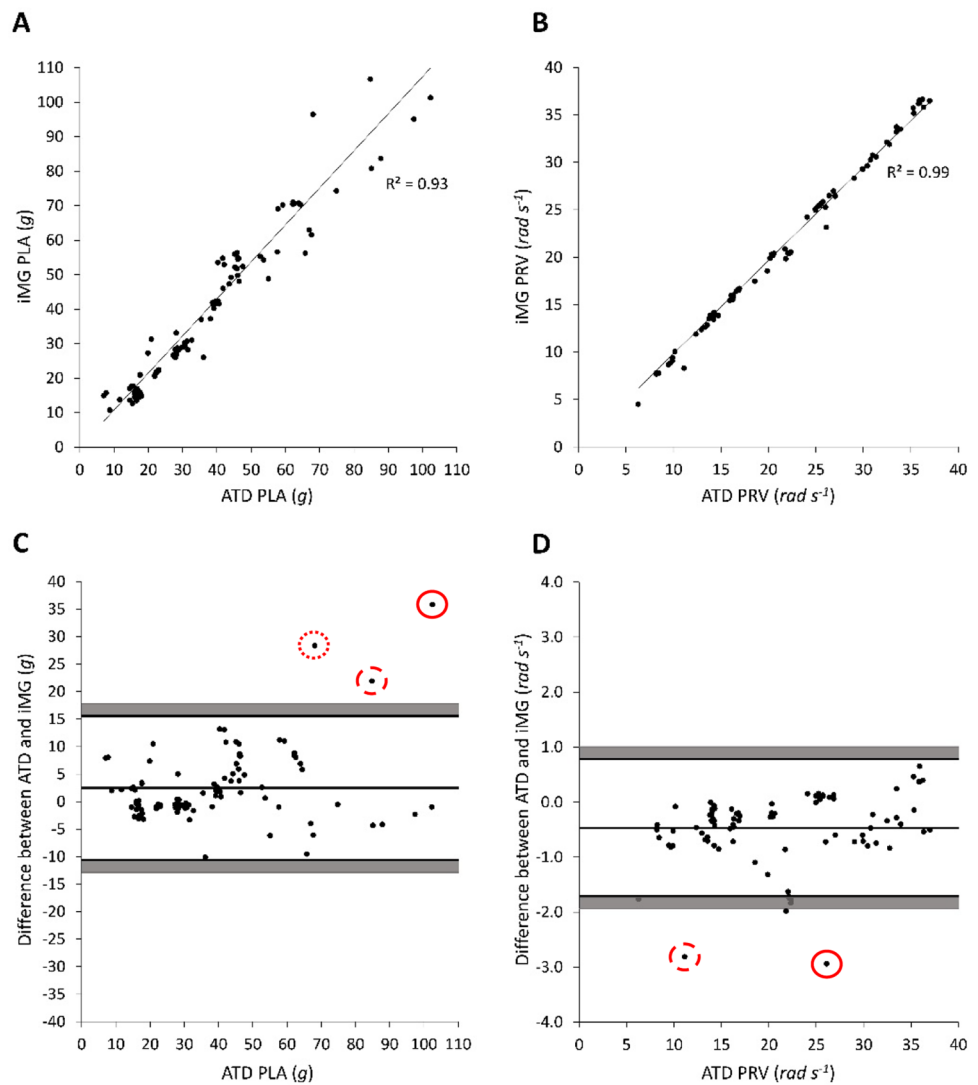 A
B
110
100
90
80
70
60
50
40
30
20
10
0
iMG PLA (g)
R² = 0.93
0 10 20 30 40 50 60 70 80 90 100 110
ATD PLA (g)
40
35
30
25
20
15
10
5
0
iMG PRV (rad s⁻¹)
R² = 0.99
0 5 10 15 20 25 30 35 40
ATD PRV (rad s⁻¹)
C
D
40
35
30
25
20
15
10
5
0
-5
-10
-15
-20
-25
-30
-35
-40
Difference between ATD and iMG (g)
0 10 20 30 40 50 60 70 80 90 100 110
ATD PLA (g)
4.0
3.0
2.0
1.0
0.0
-1.0
-2.0
-3.0
-4.0
Difference between ATD and iMG (rad s⁻¹)
0 5 10 15 20 25 30 35 40
ATD PRV (rad s⁻¹)